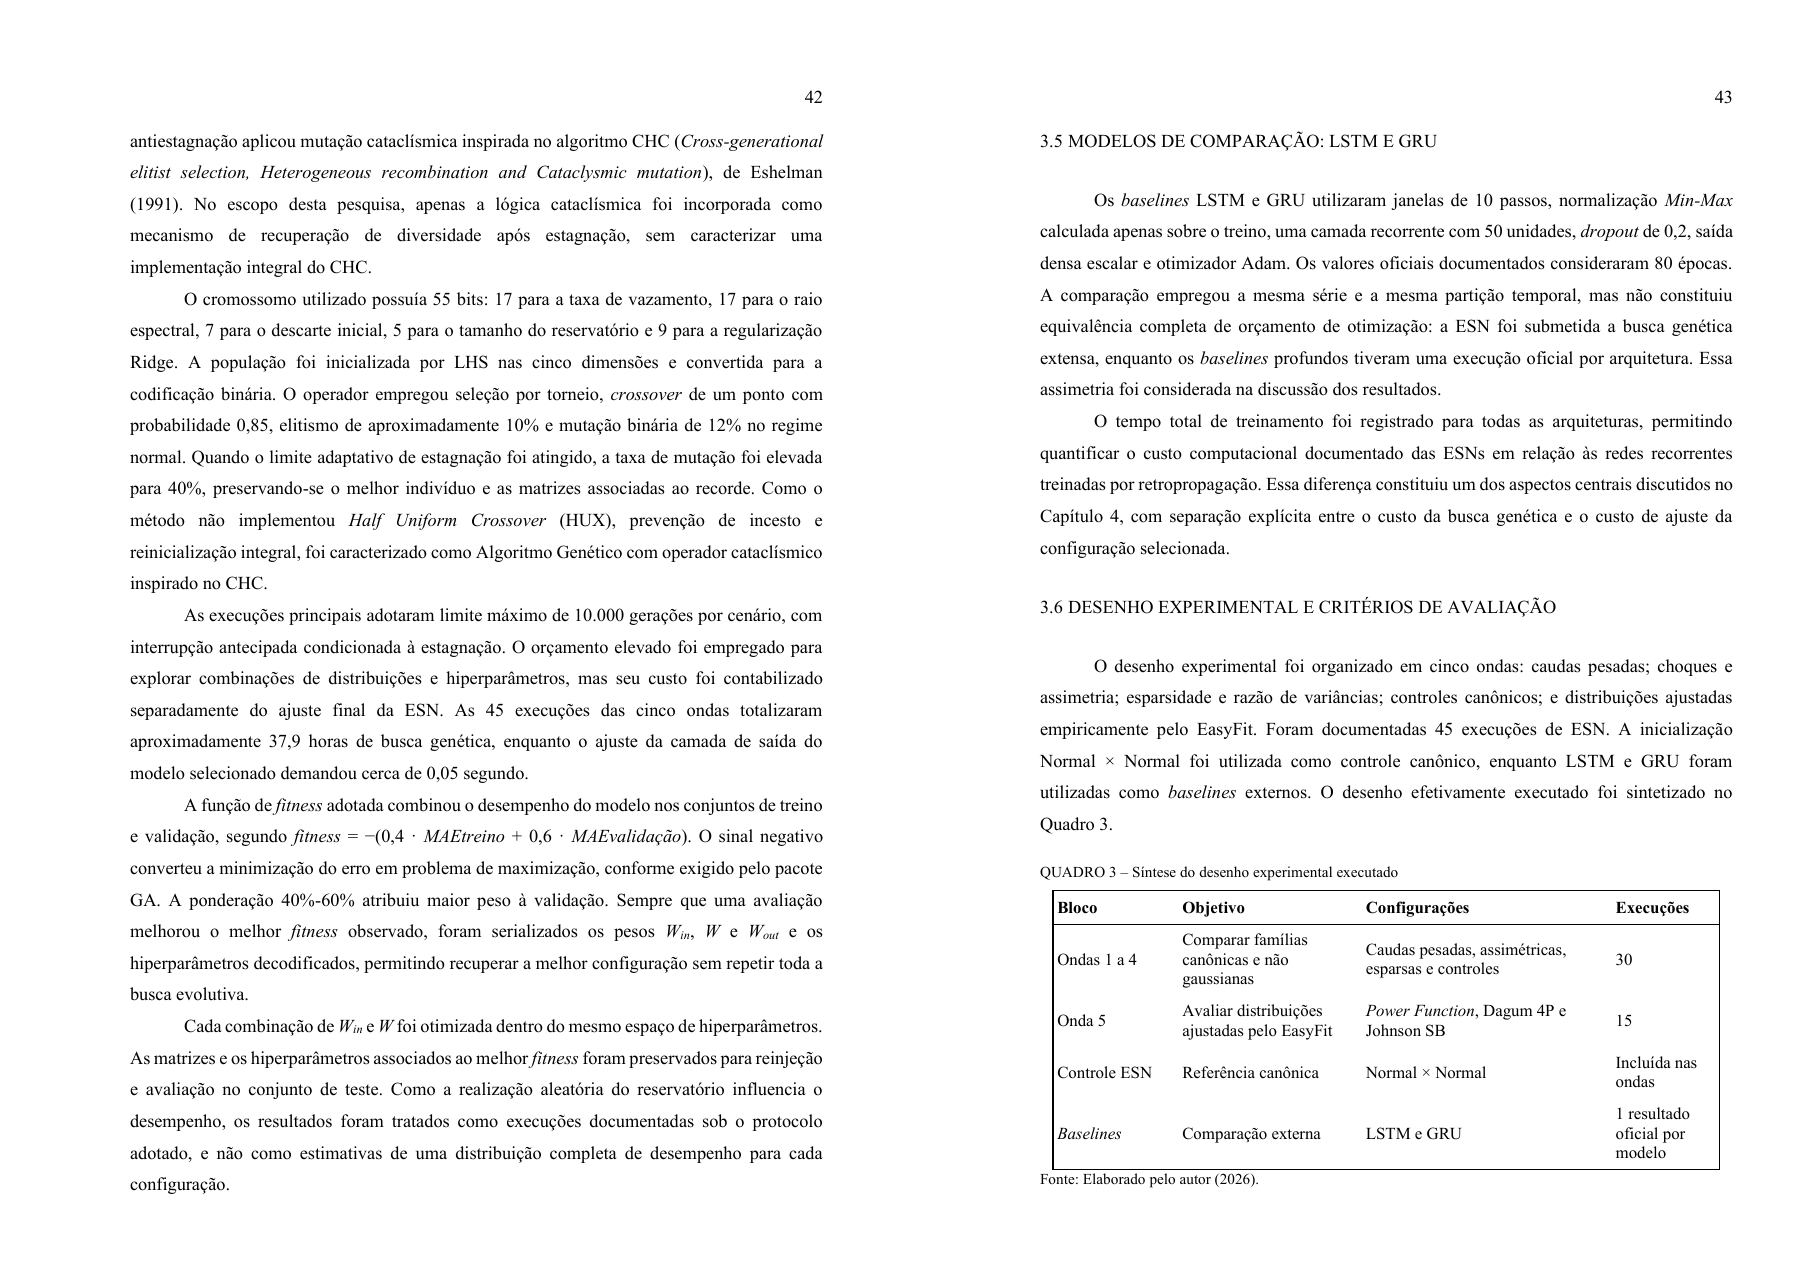 42
antiestagnação aplicou mutação cataclísmica inspirada no algoritmo CHC (Cross-generational
elitist selection, Heterogeneous recombination and Cataclysmic mutation), de Eshelman
(1991). No escopo desta pesquisa, apenas a lógica cataclísmica foi incorporada como
mecanismo de recuperação de diversidade após estagnação, sem caracterizar uma
implementação integral do CHC.
O cromossomo utilizado possuía 55 bits: 17 para a taxa de vazamento, 17 para o raio
espectral, 7 para o descarte inicial, 5 para o tamanho do reservatório e 9 para a regularização
Ridge. A população foi inicializada por LHS nas cinco dimensões e convertida para a
codificação binária. O operador empregou seleção por torneio, crossover de um ponto com
probabilidade 0,85, elitismo de aproximadamente 10% e mutação binária de 12% no regime
normal. Quando o limite adaptativo de estagnação foi atingido, a taxa de mutação foi elevada
para 40%, preservando-se o melhor indivíduo e as matrizes associadas ao recorde. Como o
método não implementou Half Uniform Crossover (HUX), prevenção de incesto e
reinicialização integral, foi caracterizado como Algoritmo Genético com operador cataclísmico
inspirado no CHC.
As execuções principais adotaram limite máximo de 10.000 gerações por cenário, com
interrupção antecipada condicionada à estagnação. O orçamento elevado foi empregado para
explorar combinações de distribuições e hiperparâmetros, mas seu custo foi contabilizado
separadamente do ajuste final da ESN. As 45 execuções das cinco ondas totalizaram
aproximadamente 37,9 horas de busca genética, enquanto o ajuste da camada de saída do
modelo selecionado demandou cerca de 0,05 segundo.
A função de fitness adotada combinou o desempenho do modelo nos conjuntos de treino
e validação, segundo fitness = −(0,4 · MAEtreino + 0,6 · MAEvalidação). O sinal negativo
converteu a minimização do erro em problema de maximização, conforme exigido pelo pacote
GA. A ponderação 40%-60% atribuiu maior peso à validação. Sempre que uma avaliação
melhorou o melhor fitness observado, foram serializados os pesos Win, W e Wout e os
hiperparâmetros decodificados, permitindo recuperar a melhor configuração sem repetir toda a
busca evolutiva.
Cada combinação de Win e W foi otimizada dentro do mesmo espaço de hiperparâmetros.
As matrizes e os hiperparâmetros associados ao melhor fitness foram preservados para reinjeção
e avaliação no conjunto de teste. Como a realização aleatória do reservatório influencia o
desempenho, os resultados foram tratados como execuções documentadas sob o protocolo
adotado, e não como estimativas de uma distribuição completa de desempenho para cada
configuração.
43
3.5 MODELOS DE COMPARAÇÃO: LSTM E GRU
Os baselines LSTM e GRU utilizaram janelas de 10 passos, normalização Min-Max
calculada apenas sobre o treino, uma camada recorrente com 50 unidades, dropout de 0,2, saída
densa escalar e otimizador Adam. Os valores oficiais documentados consideraram 80 épocas.
A comparação empregou a mesma série e a mesma partição temporal, mas não constituiu
equivalência completa de orçamento de otimização: a ESN foi submetida a busca genética
extensa, enquanto os baselines profundos tiveram uma execução oficial por arquitetura. Essa
assimetria foi considerada na discussão dos resultados.
O tempo total de treinamento foi registrado para todas as arquiteturas, permitindo
quantificar o custo computacional documentado das ESNs em relação às redes recorrentes
treinadas por retropropagação. Essa diferença constituiu um dos aspectos centrais discutidos no
Capítulo 4, com separação explícita entre o custo da busca genética e o custo de ajuste da
configuração selecionada.
3.6 DESENHO EXPERIMENTAL E CRITÉRIOS DE AVALIAÇÃO
O desenho experimental foi organizado em cinco ondas: caudas pesadas; choques e
assimetria; esparsidade e razão de variâncias; controles canônicos; e distribuições ajustadas
empiricamente pelo EasyFit. Foram documentadas 45 execuções de ESN. A inicialização
Normal × Normal foi utilizada como controle canônico, enquanto LSTM e GRU foram
utilizadas como baselines externos. O desenho efetivamente executado foi sintetizado no
Quadro 3.
QUADRO 3 – Síntese do desenho experimental executado
Bloco Objetivo Configurações Execuções
Ondas 1 a 4
Comparar famílias
canônicas e não
gaussianas
Caudas pesadas, assimétricas,
esparsas e controles
30
Onda 5
Avaliar distribuições
ajustadas pelo EasyFit
Power Function, Dagum 4P e
Johnson SB
15
Controle ESN
Referência canônica
Normal × Normal
Incluída nas
ondas
Baselines
Comparação externa
LSTM e GRU
1 resultado
oficial por
modelo
Fonte: Elaborado pelo autor (2026).